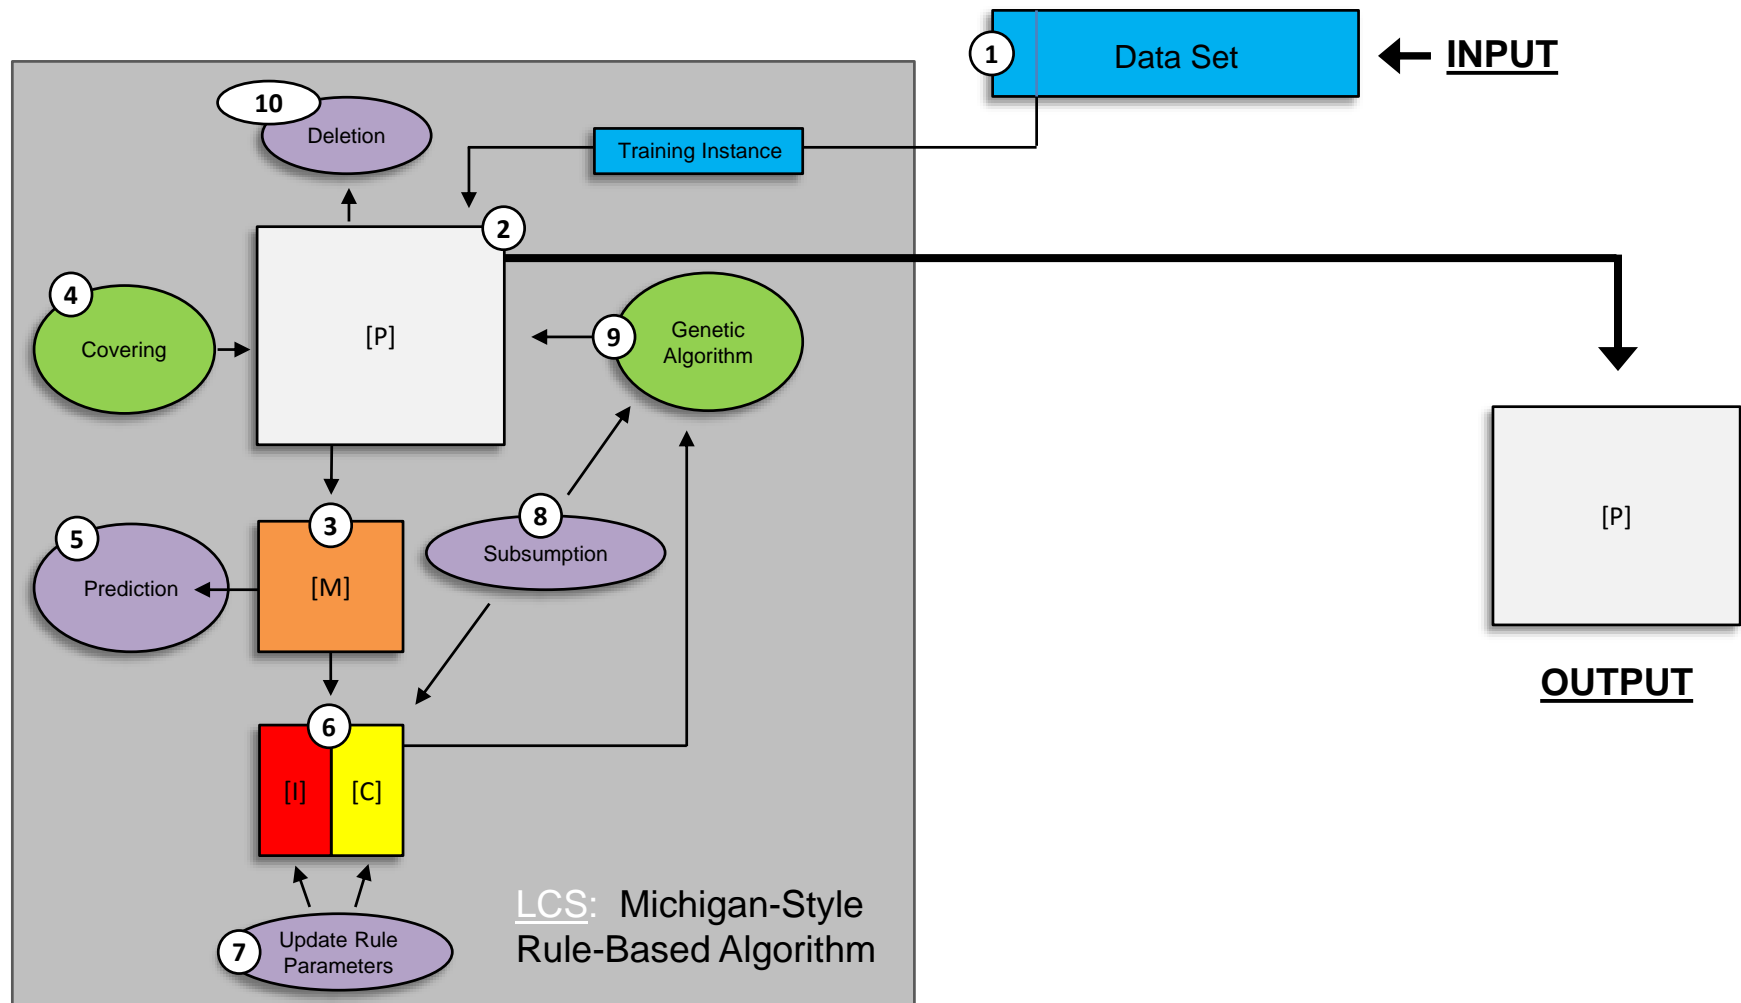 1
Data Set
INPUT
10
Deletion
Training Instance
2
4
Covering
[P]
9
Genetic
Algorithm
5
Prediction
3
[M]
8
Subsumption
[P]
OUTPUT
6
[I]
[C]
7
Update Rule
Parameters
LCS: Michigan-Style
Rule-Based Algorithm